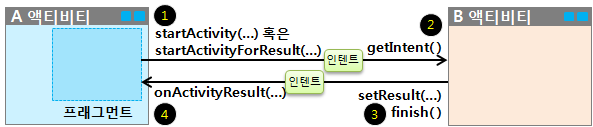 A 액티비티
프래그먼트
1
startActivity(...) 혹은
startActivityForResult(...)
인텐트
2
getIntent()
B 액티비티
인텐트
onActivityResult(...)
4
setResult(...)
3
finish()